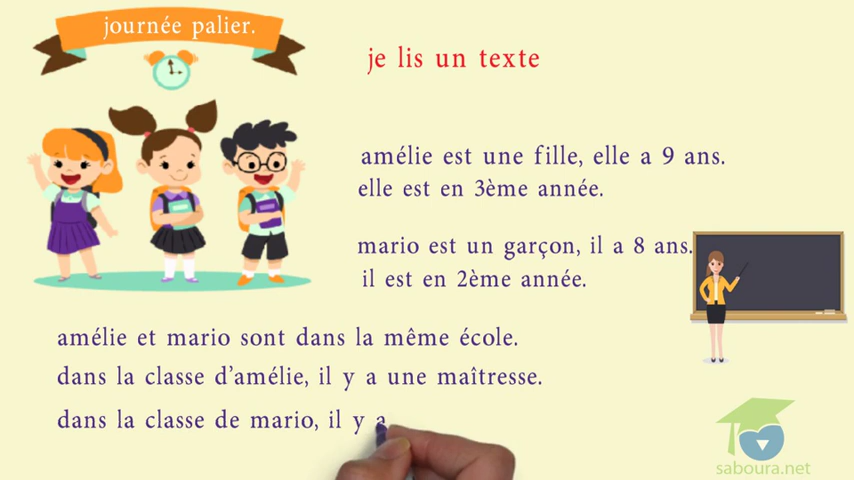 journée palier.
je lis un texte
amélie est une fille, elle a 9 ans.
elle est en 3ème année.
mario est un garçon, il a 8 ans.
il est en 2ème année.
amélie et mario sont dans la même école.
dans la classe d'amélie, il y a une maîtresse.
dans la classe de mario, il y a
saboura.net